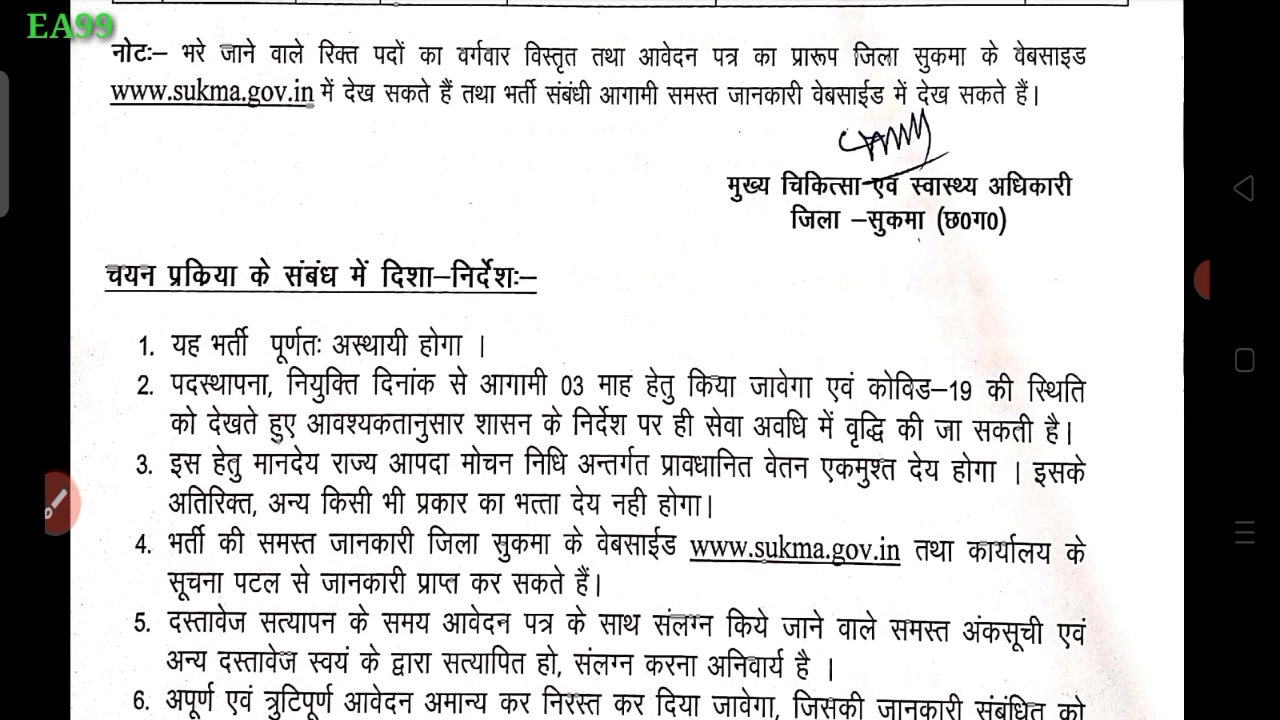 EA99
नोटः– भरे जाने वाले रिक्त पदों का वर्गवार विस्तृत तथा आवेदन पत्र का प्रारूप जिला सुकमा के वेबसाइड
www.sukma.gov.in में देख सकते हैं तथा भर्ती संबंधी आगामी समस्त जानकारी वेबसाईड में देख सकते हैं।
मुख्य चिकित्सा एवं स्वास्थ्य अधिकारी
जिला –सुकमा (छ0ग0)
चयन प्रकिया के संबंध में दिशा–निर्देशः–
1. यह भर्ती पूर्णतः अस्थायी होगा ।
2. पदस्थापना, नियुक्ति दिनांक से आगामी 03 माह हेतु किया जावेगा एवं कोविड–19 की स्थिति
को देखते हुए आवश्यकतानुसार शासन के निर्देश पर ही सेवा अवधि में वृद्धि की जा सकती है।
3. इस हेतु मानदेय राज्य आपदा मोचन निधि अन्तर्गत प्रावधानित वेतन एकमुश्त देय होगा । इसके
अतिरिक्त, अन्य किसी भी प्रकार का भत्ता देय नही होगा।
4. भर्ती की समस्त जानकारी जिला सुकमा के वेबसाईड www.sukma.gov.in तथा कार्यालय के
सूचना पटल से जानकारी प्राप्त कर सकते हैं।
5. दस्तावेज सत्यापन के समय आवेदन पत्र के साथ संलग्न किये जाने वाले समस्त अंकसूची एवं
अन्य दस्तावेज स्वयं के द्वारा सत्यापित हो, संलग्न करना अनिवार्य है ।
6. अपूर्ण एवं त्रुटिपूर्ण आवेदन अमान्य कर निरस्त कर दिया जावेगा, जिसकी जानकारी संबंधित को